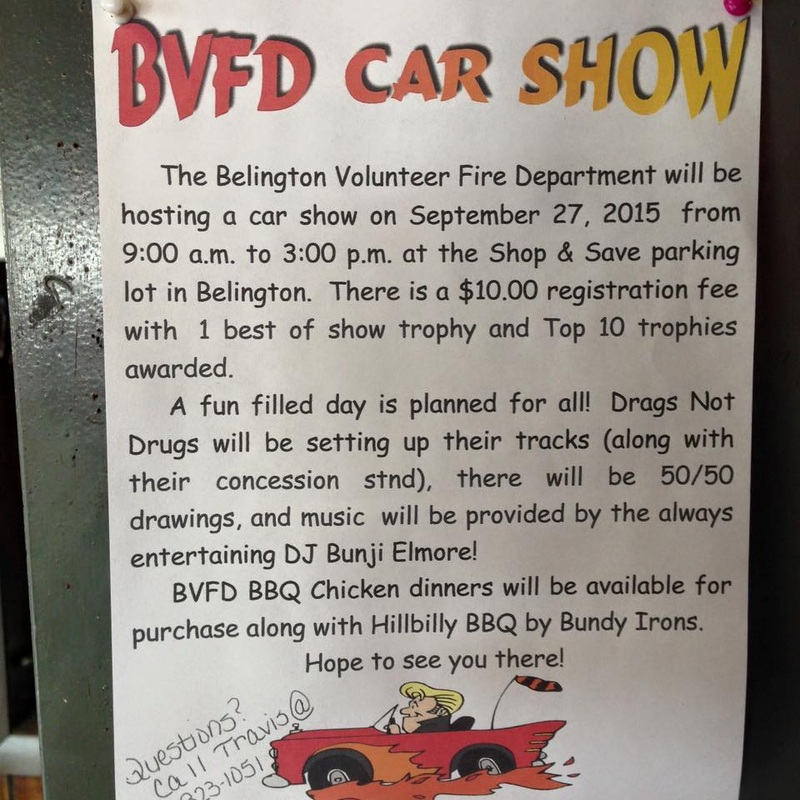 BVFD CAR SHOW
The Belington Volunteer Fire Department will be
hosting a car show on September 27, 2015 from
9:00 a.m. to 3:00 p.m. at the Shop & Save parking
lot in Belington. There is a $10.00 registration fee
with 1 best of show trophy and Top 10 trophies
awarded.
A fun filled day is planned for all! Drags Not
Drugs will be setting up their tracks (along with
their concession stnd), there will be 50/50
drawings, and music will be provided by the always
entertaining DJ Bunji Elmore!
BVFD BBQ Chicken dinners will be available for
purchase along with Hillbilly BBQ by Bundy Irons.
Hope to see you there!
Questions?
Call Travis @
823-1051